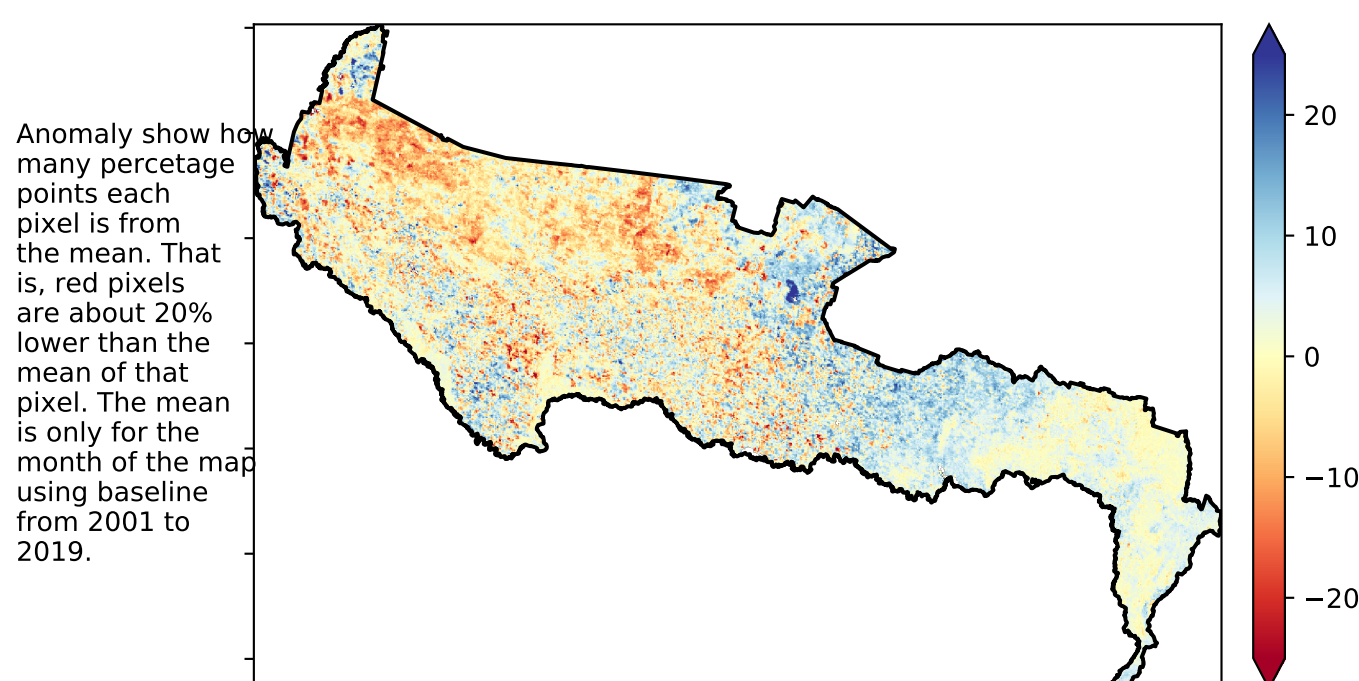 Anomaly show how
many percetage
points each
pixel is from
the mean. That
is, red pixels
are about 20%
lower than the
mean of that
pixel. The mean
is only for the
month of the map
using baseline
from 2001 to
2019.
20
10
0
−10
−20